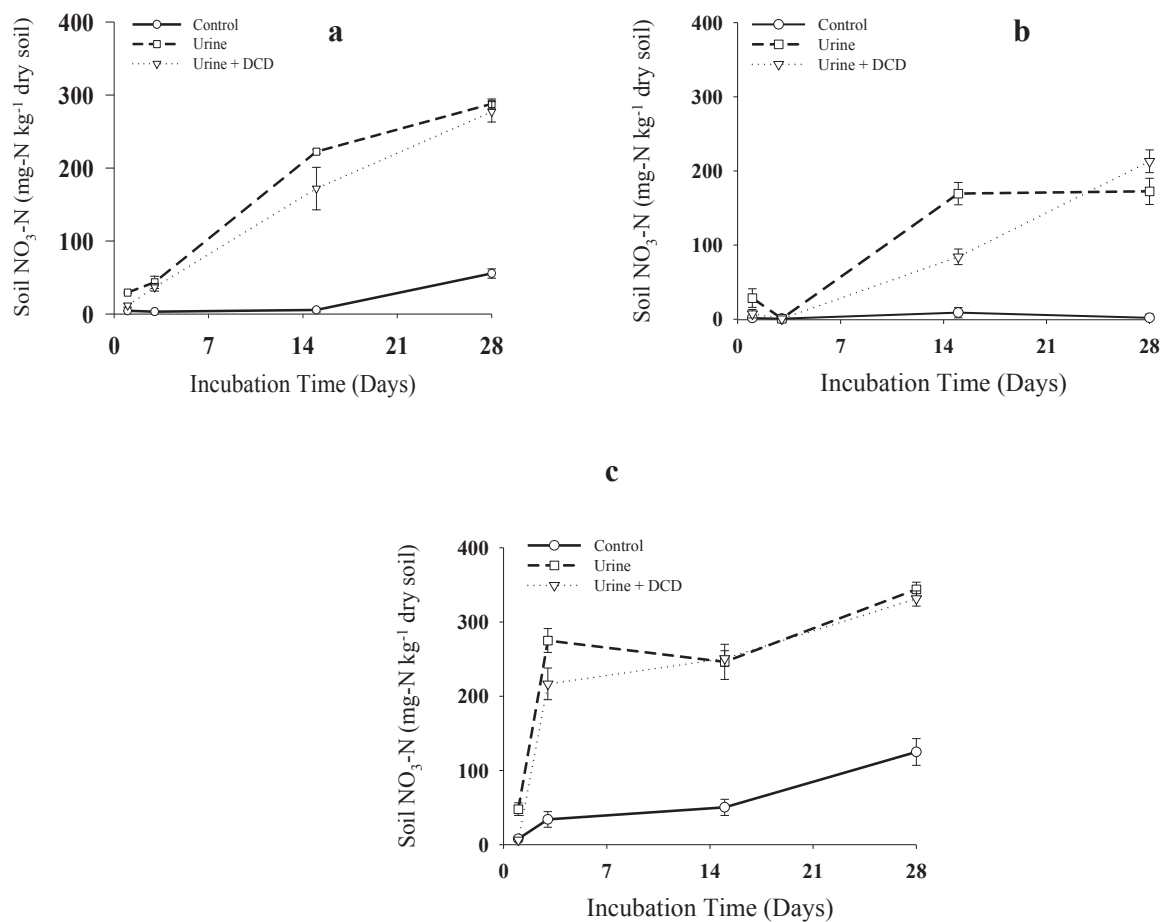 a
Control
Urine
Urine + DCD
Soil NO₃-N (mg-N kg⁻¹ dry soil)
400
300
200
100
0
0 7 14 21 28
Incubation Time (Days)
b
Control
Urine
Urine + DCD
Soil NO₃-N (mg-N kg⁻¹ dry soil)
400
300
200
100
0
0 7 14 21 28
Incubation Time (Days)
c
Control
Urine
Urine + DCD
Soil NO₃-N (mg-N kg⁻¹ dry soil)
400
300
200
100
0
0 7 14 21 28
Incubation Time (Days)